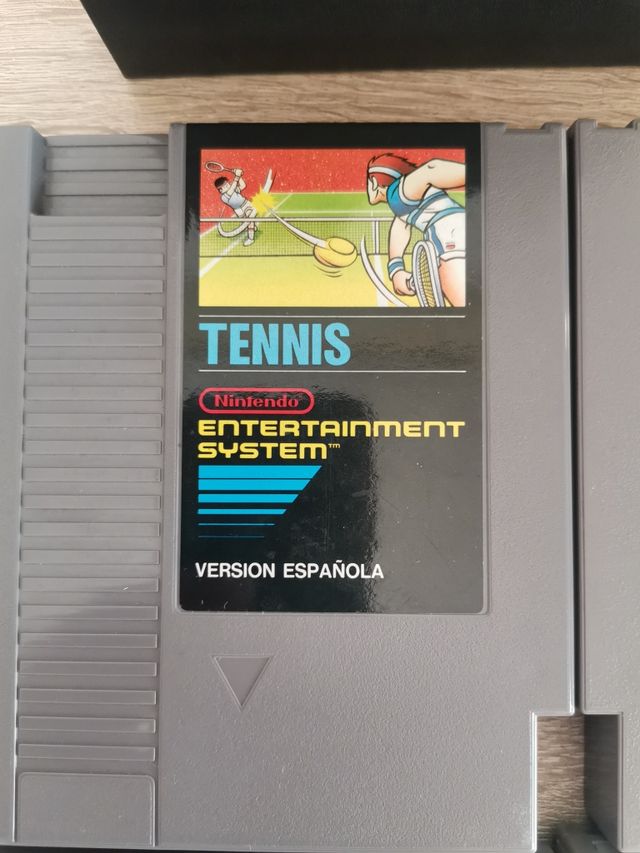 TENNIS
Nintendo
ENTERTAINMENT
SYSTEM™
VERSION ESPAÑOLA